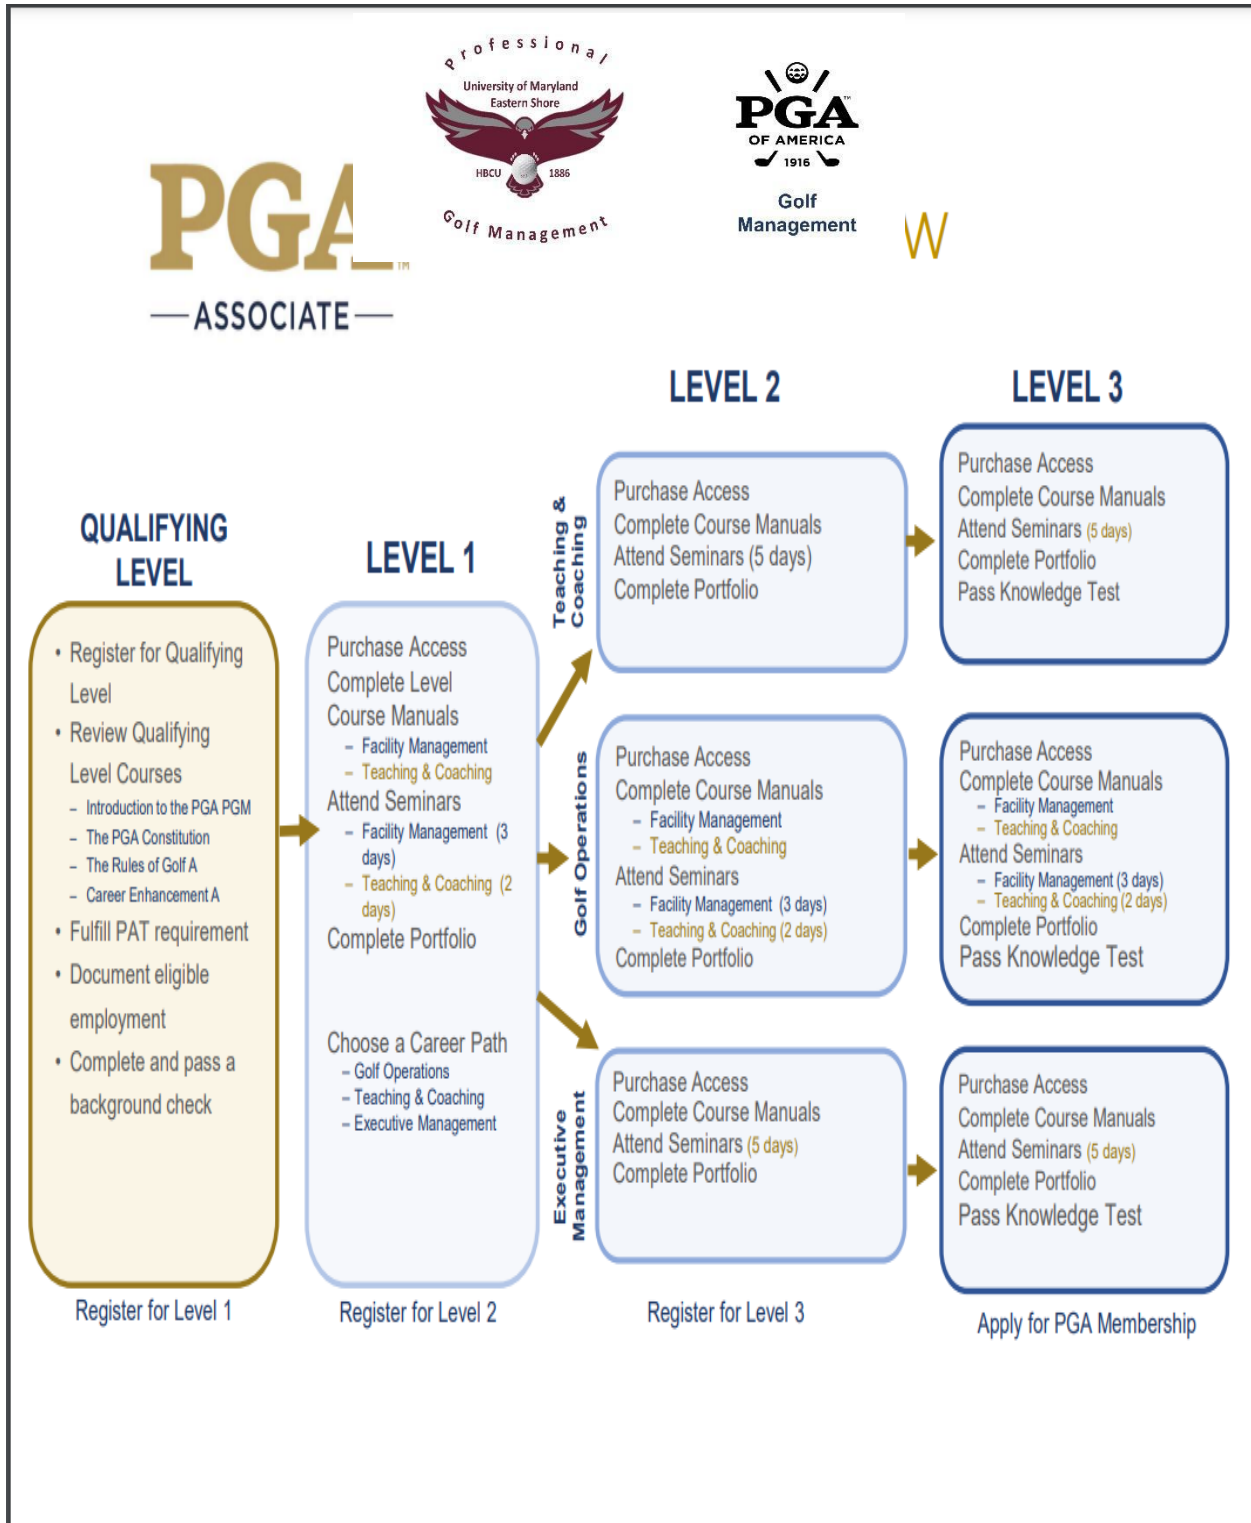 Professional
University of Maryland
Eastern Shore
HBCU 1886
Golf Management
PGA™
OF AMERICA
1916
Golf
Management
PGA
TM
ASSOCIATE
W
QUALIFYING
LEVEL
• Register for Qualifying
Level
• Review Qualifying
Level Courses
– Introduction to the PGA PGM
– The PGA Constitution
– The Rules of Golf A
– Career Enhancement A
• Fulfill PAT requirement
• Document eligible
employment
• Complete and pass a
background check
Register for Level 1
LEVEL 1
Purchase Access
Complete Level
Course Manuals
– Facility Management
– Teaching & Coaching
Attend Seminars
– Facility Management (3
days)
– Teaching & Coaching (2
days)
Complete Portfolio
Choose a Career Path
– Golf Operations
– Teaching & Coaching
– Executive Management
Register for Level 2
LEVEL 2
Teaching &
Coaching
Purchase Access
Complete Course Manuals
Attend Seminars (5 days)
Complete Portfolio
Golf Operations
Purchase Access
Complete Course Manuals
– Facility Management
– Teaching & Coaching
Attend Seminars
– Facility Management (3 days)
– Teaching & Coaching (2 days)
Complete Portfolio
Executive
Management
Purchase Access
Complete Course Manuals
Attend Seminars (5 days)
Complete Portfolio
Register for Level 3
LEVEL 3
Purchase Access
Complete Course Manuals
Attend Seminars (5 days)
Complete Portfolio
Pass Knowledge Test
Purchase Access
Complete Course Manuals
– Facility Management
– Teaching & Coaching
Attend Seminars
– Facility Management (3 days)
– Teaching & Coaching (2 days)
Complete Portfolio
Pass Knowledge Test
Purchase Access
Complete Course Manuals
Attend Seminars (5 days)
Complete Portfolio
Pass Knowledge Test
Apply for PGA Membership